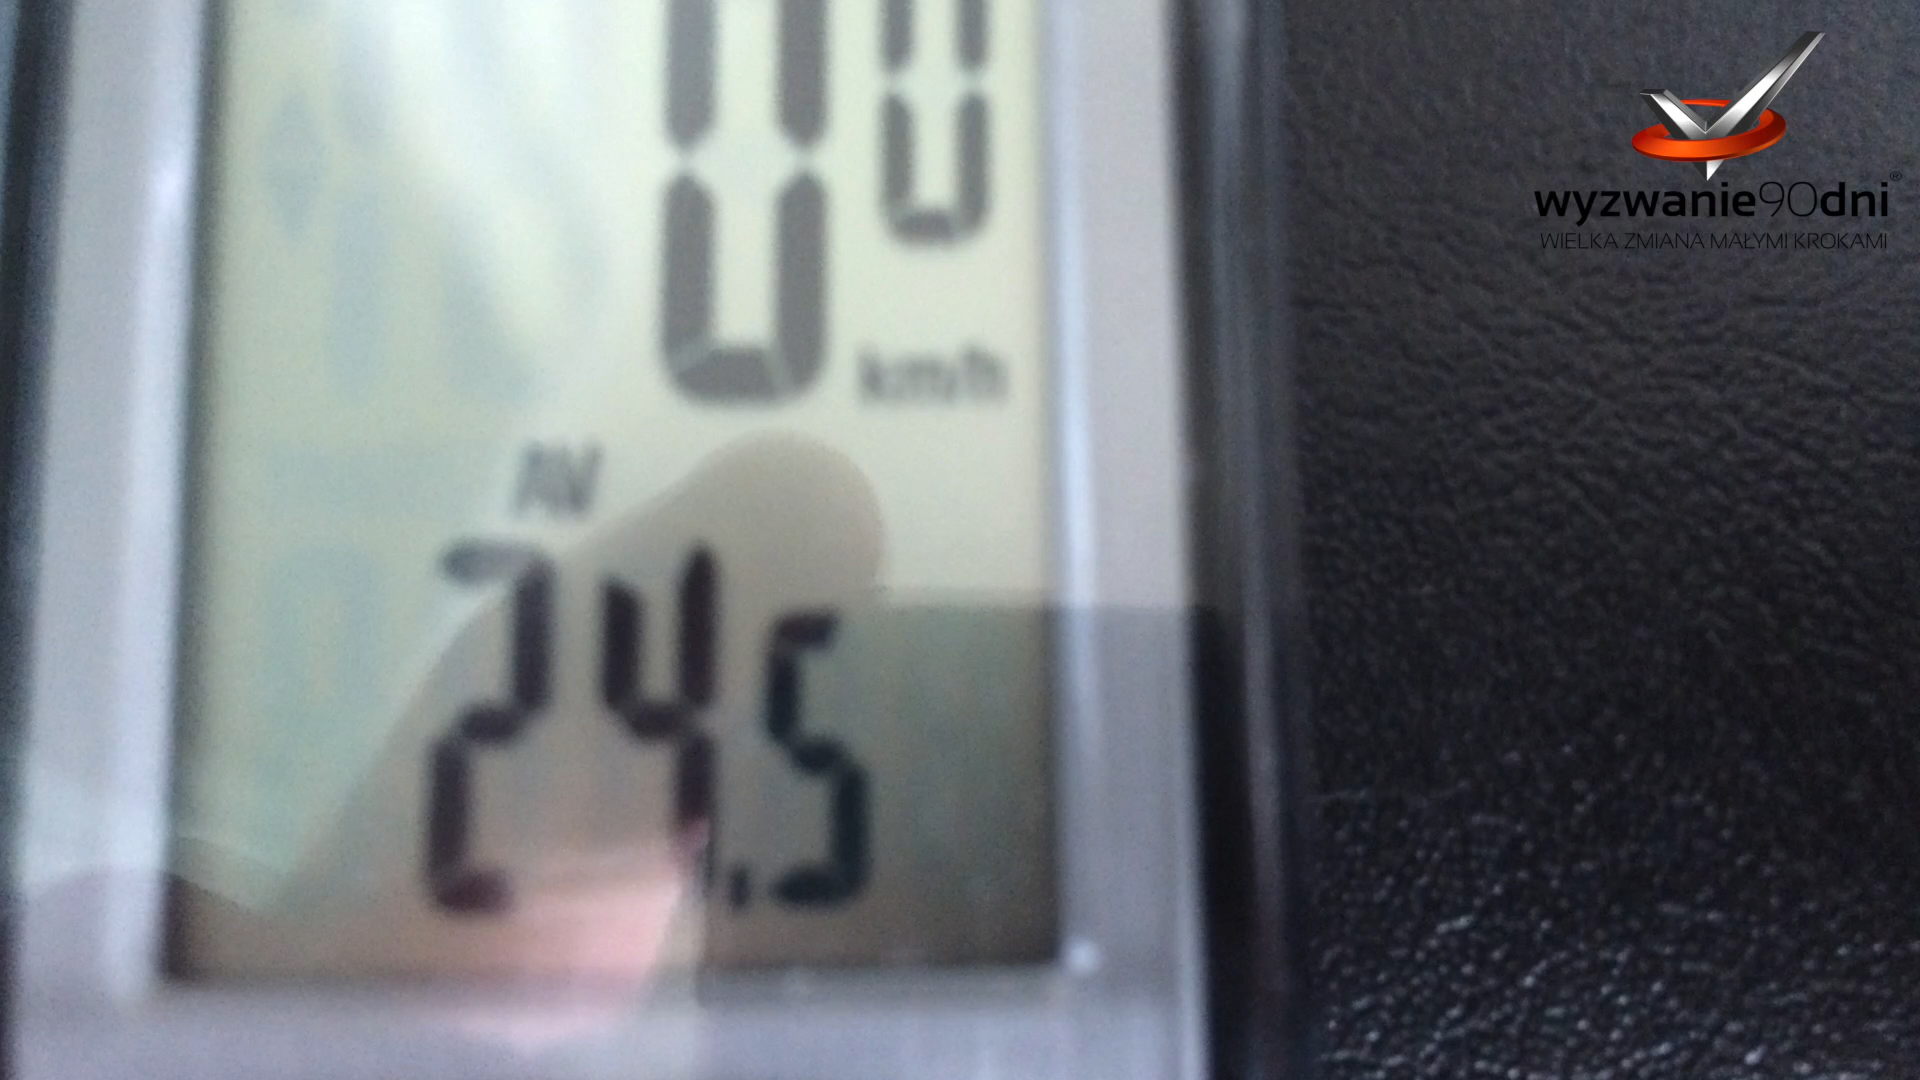 00
km/h
AV
24.5
wyzwanie90dni®
WIELKA ZMIANA MAŁYMI KROKAMI